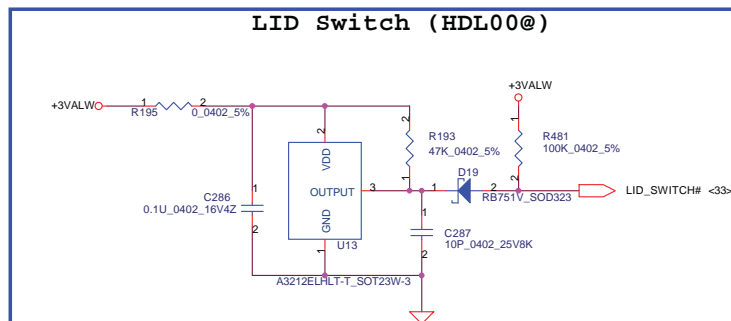 LID Switch (HDL00@)
+3VALW
+3VALW
1
2
R195
0_0402_5%
2
R193
47K_0402_5%
1
1
R481
100K_0402_5%
2
2
VDD
OUTPUT
3
GND
1
U13
A3212ELHLT-T_SOT23W-3
1
C286
0.1U_0402_16V4Z
2
D19
1
2
RB751V_SOD323
LID_SWITCH# <33>
1
C287
10P_0402_25V8K
2